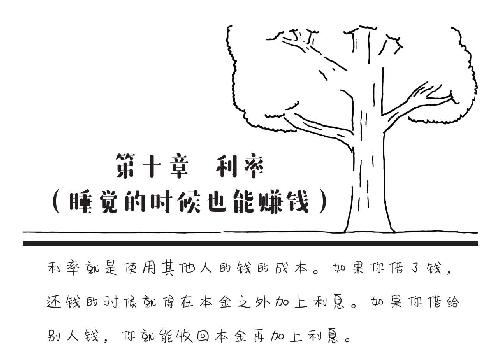 第十章 利率
（睡觉的时候也能赚钱）
利率就是使用其他人的钱的成本。如果你借了钱，
还钱的时候就得在本金之外加上利息。如果你借给
别人钱，你就能收回本金再加上利息。